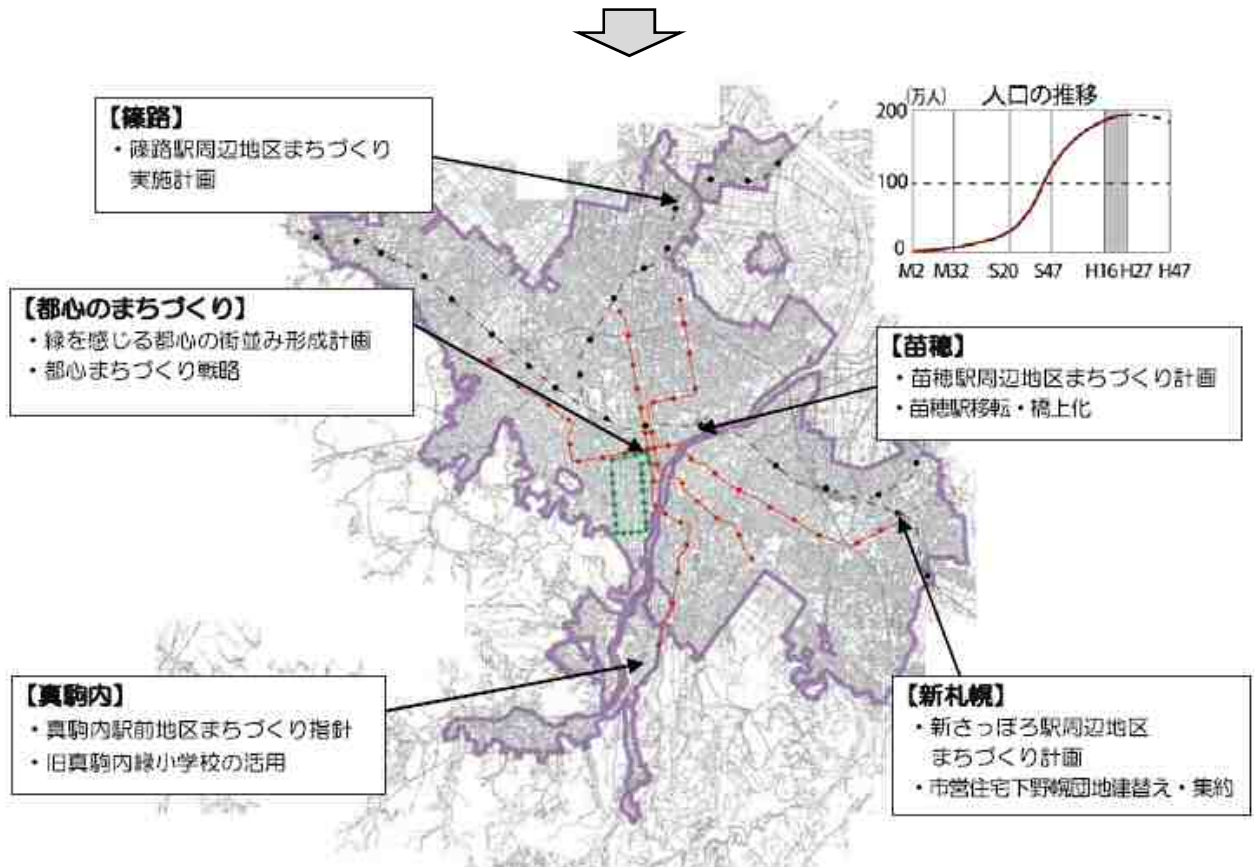 【篠路】
・篠路駅周辺地区まちづくり
実施計画
(万人) 人口の推移
200
100
0
M2 M32 S20 S47 H16 H27 H47
【都心のまちづくり】
・緑を感じる都心の街並み形成計画
・都心まちづくり戦略
【苗穂】
・苗穂駅周辺地区まちづくり計画
・苗穂駅移転・橋上化
【真駒内】
・真駒内駅前地区まちづくり指針
・旧真駒内緑小学校の活用
【新札幌】
・新さっぽろ駅周辺地区
まちづくり計画
・市営住宅下野幌団地建替え・集約